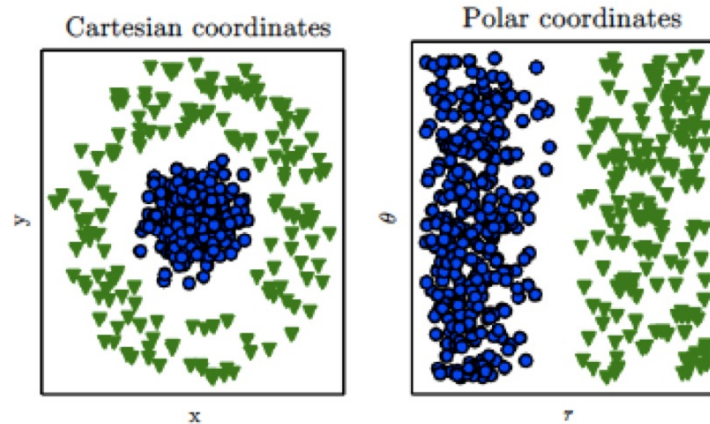 Cartesian coordinates
Polar coordinates
y
x
θ
r